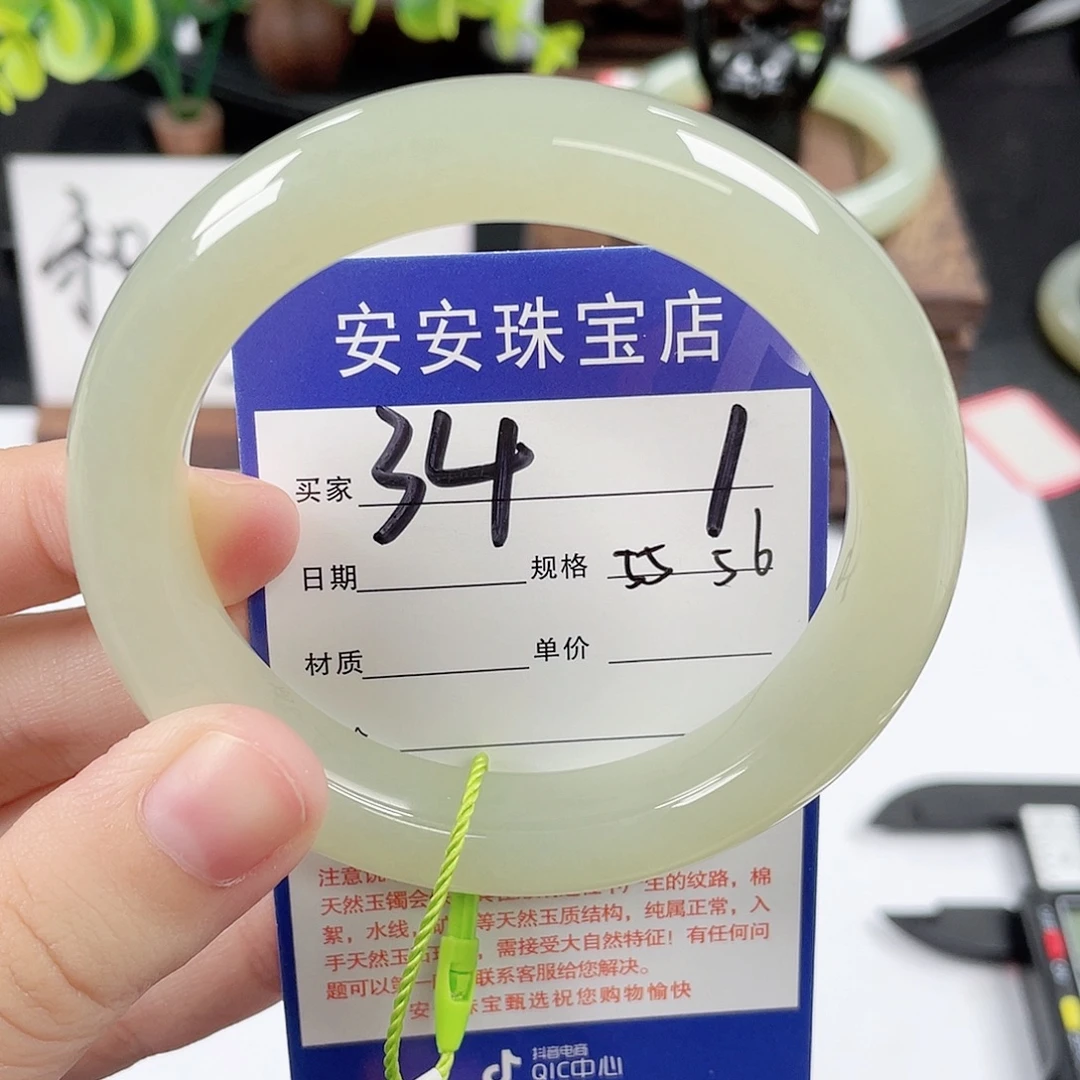 和
安安珠宝店
买家 34 1
日期 规格 55 56
材质 单价
注意
天然玉镯会 生的纹路，棉
絮，水线， 等天然玉质结构，纯属正常，入
手天然玉 需接受大自然特征！有任何问
题可以 联系客服给您解决。
安 珠宝甄选祝您购物愉快
抖音电商
QIC中心